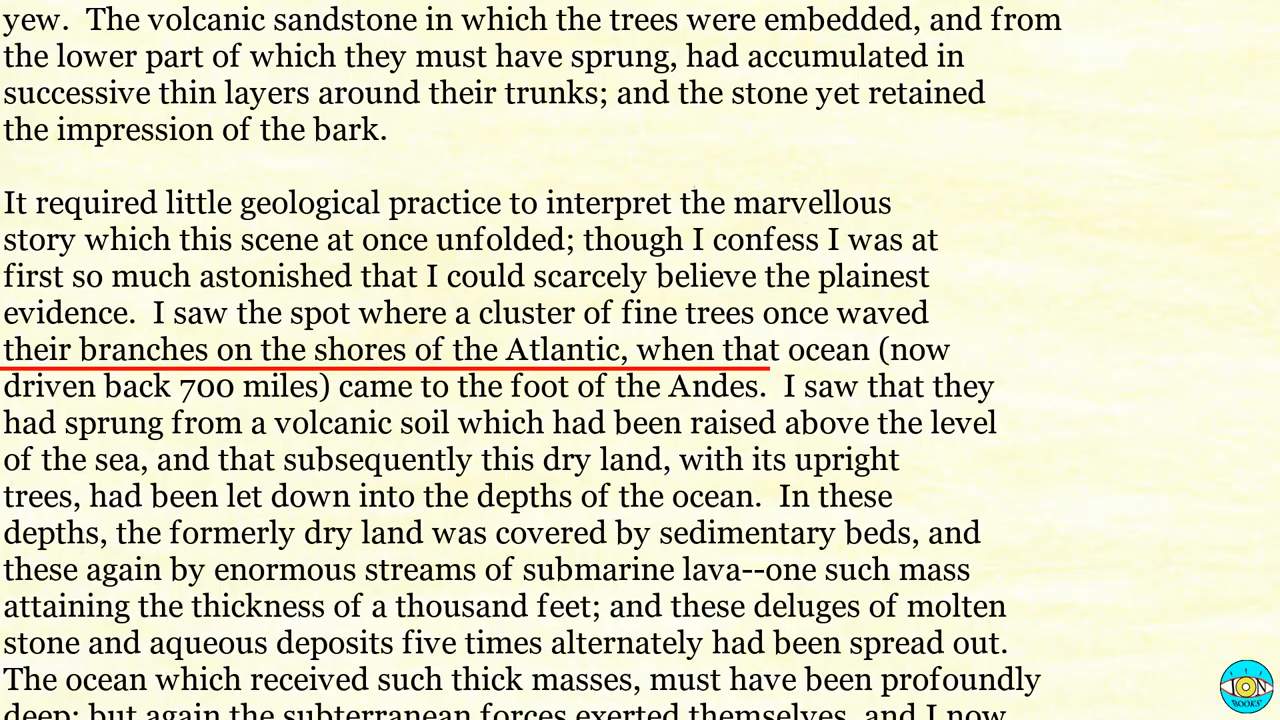 yew.  The volcanic sandstone in which the trees were embedded, and from
the lower part of which they must have sprung, had accumulated in
successive thin layers around their trunks; and the stone yet retained
the impression of the bark.
It required little geological practice to interpret the marvellous
story which this scene at once unfolded; though I confess I was at
first so much astonished that I could scarcely believe the plainest
evidence.  I saw the spot where a cluster of fine trees once waved
their branches on the shores of the Atlantic, when that ocean (now
driven back 700 miles) came to the foot of the Andes.  I saw that they
had sprung from a volcanic soil which had been raised above the level
of the sea, and that subsequently this dry land, with its upright
trees, had been let down into the depths of the ocean.  In these
depths, the formerly dry land was covered by sedimentary beds, and
these again by enormous streams of submarine lava--one such mass
attaining the thickness of a thousand feet; and these deluges of molten
stone and aqueous deposits five times alternately had been spread out.
The ocean which received such thick masses, must have been profoundly
deep; but again the subterranean forces exerted themselves, and I now
ION
BOOKS